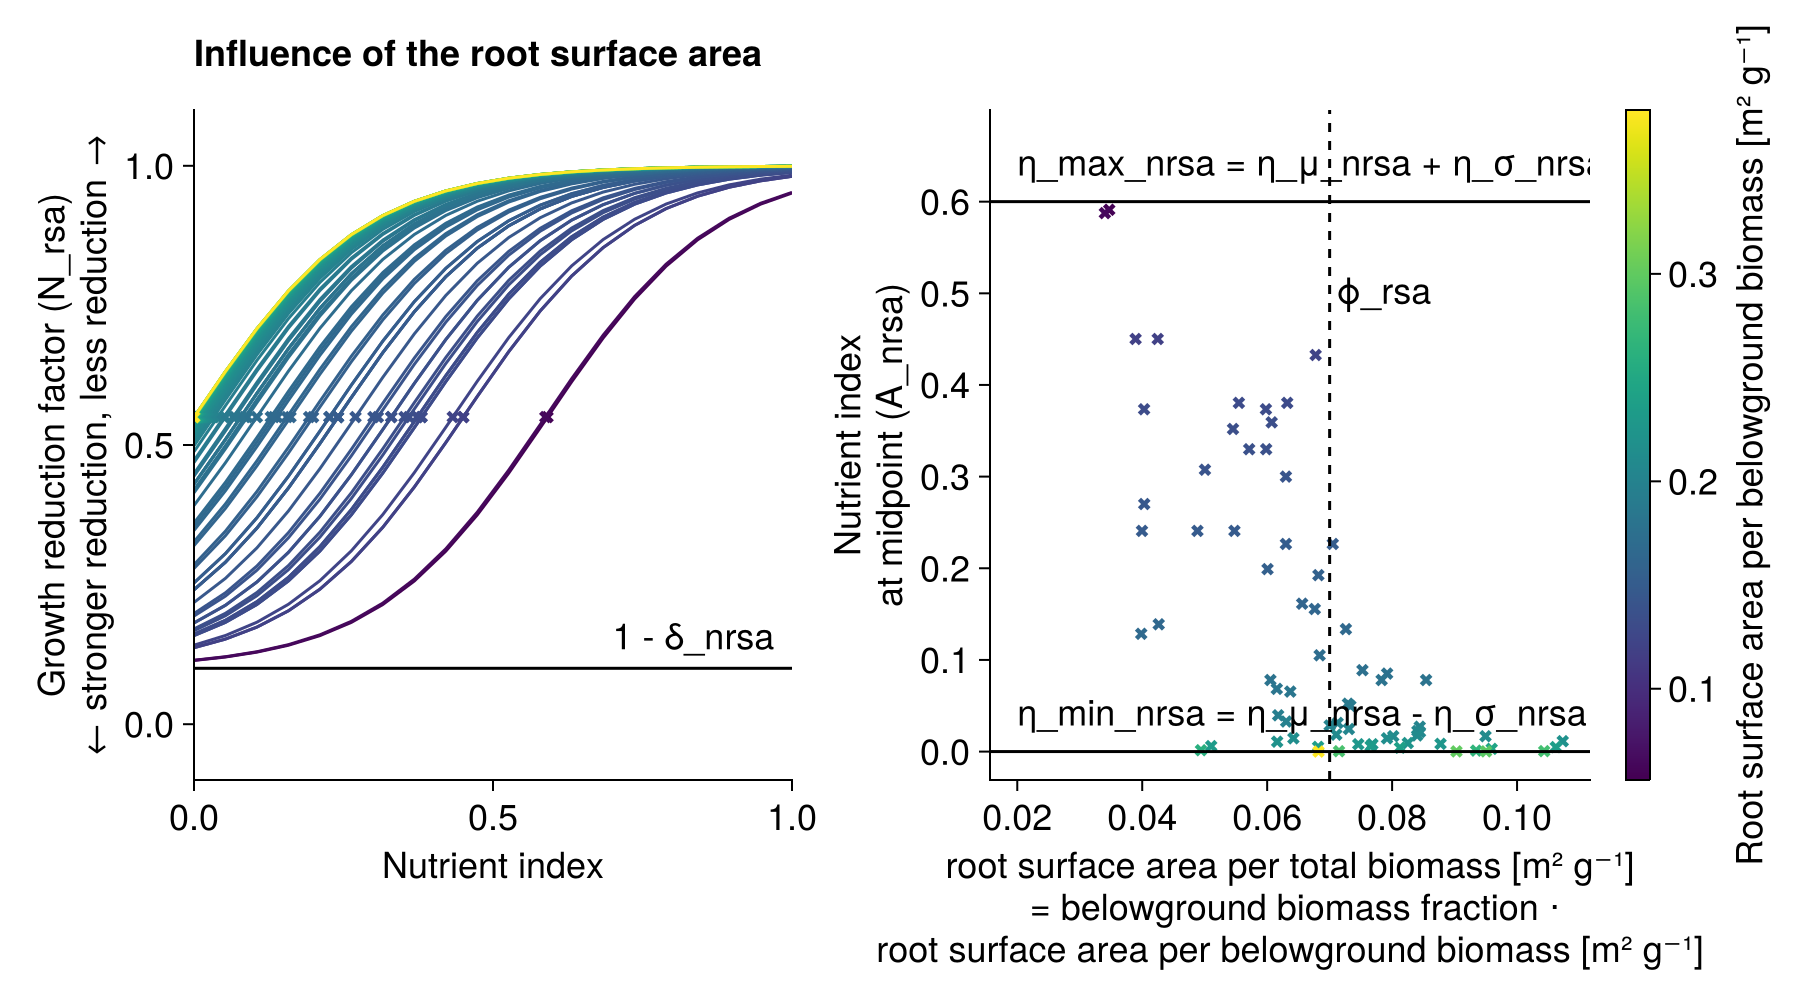 Influence of the root surface area
Growth reduction factor (N_rsa)
← stronger reduction, less reduction →
1.0
0.5
0.0
1 - δ_nrsa
0.0
0.5
1.0
Nutrient index
Nutrient index
at midpoint (A_nrsa)
0.6
0.5
0.4
0.3
0.2
0.1
0.0
η_max_nrsa = η_μ_nrsa + η_σ_nrsa
ϕ_rsa
η_min_nrsa = η_μ_nrsa - η_σ_nrsa
0.02
0.04
0.06
0.08
0.10
root surface area per total biomass [m² g⁻¹]
= belowground biomass fraction ·
root surface area per belowground biomass [m² g⁻¹]
0.3
0.2
0.1
Root surface area per belowground biomass [m² g⁻¹]